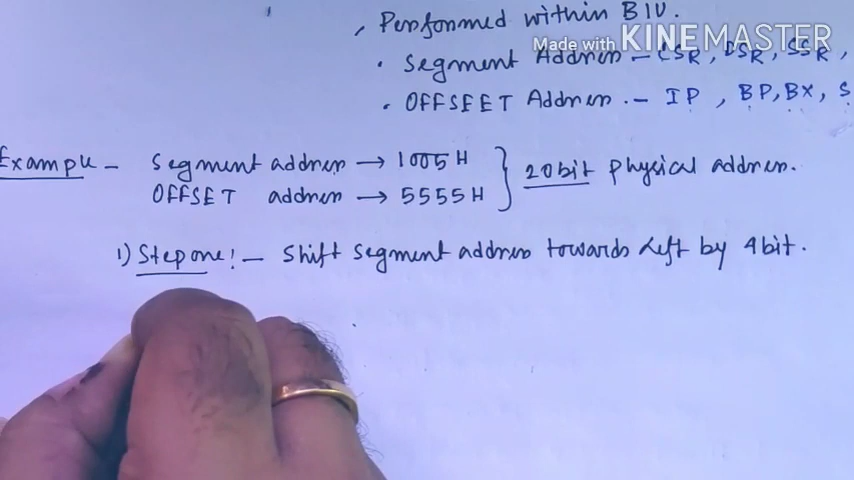 , Performed within BIU.
Made with KINEMASTER
. Segment Address - CSR, DSR, SSR,
. OFFSEET Address .- IP , BP, BX, S
Example - Segment address → 1005 H } 20bit physical address.
OFFSET address → 5555H
1) Step one! - Shift segment address towards left by 4bit.